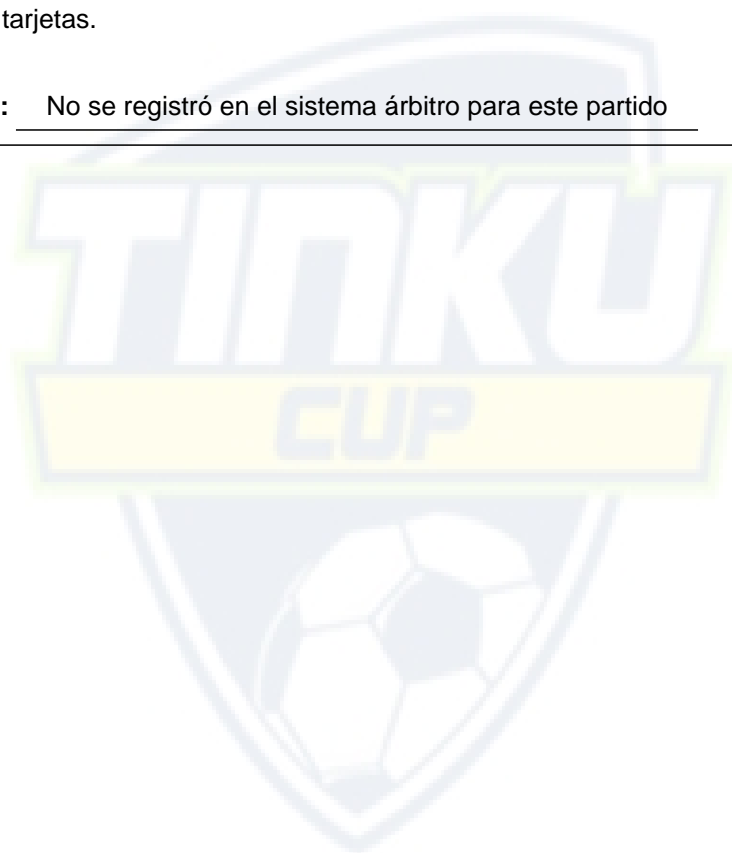 tarjetas.
: No se registró en el sistema árbitro para este partido
TINKU
CUP